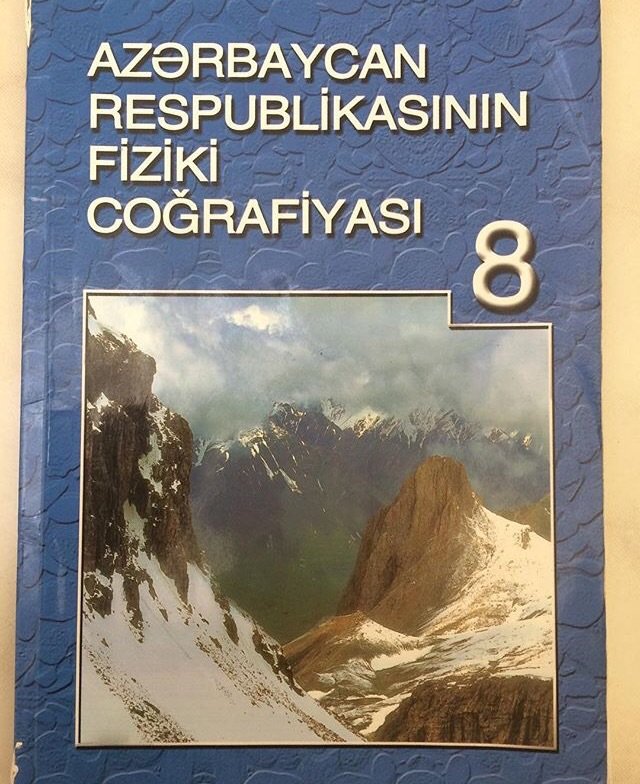 AZƏRBAYCAN
RESPUBLİKASININ
FİZİKİ
COĞRAFİYASI
8